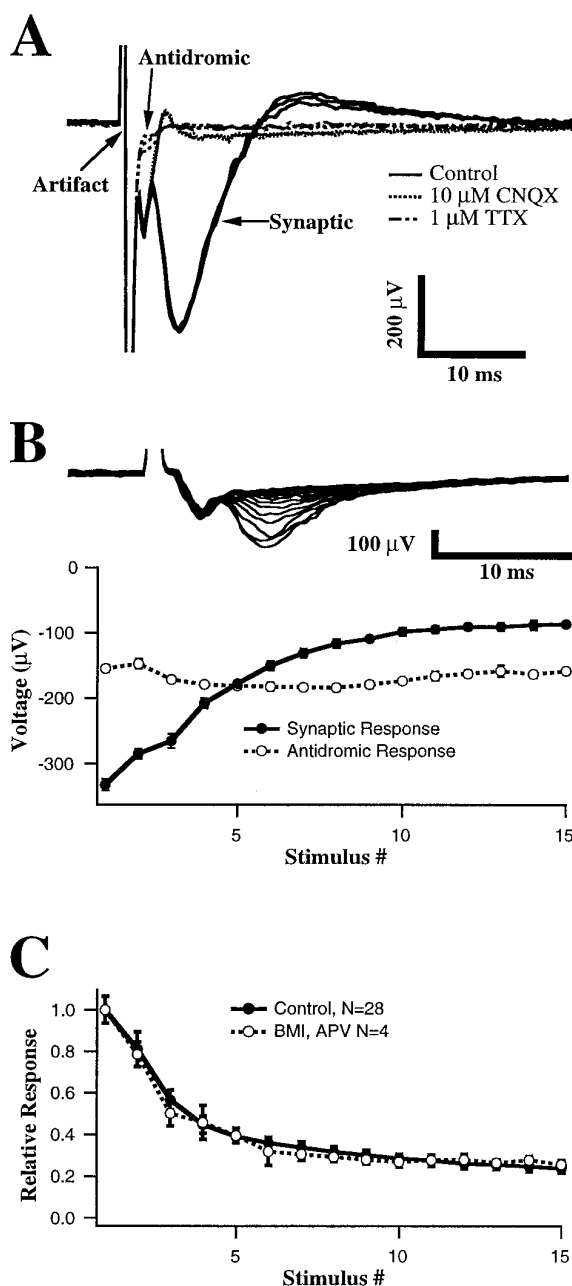 A
Antidromic
Artifact
Synaptic
Control
10 µM CNQX
1 µM TTX
200 µV
10 ms
B
100 µV
10 ms
0
-100
-200
-300
Voltage (µV)
Synaptic Response
Antidromic Response
5
10
15
Stimulus #
C
1.0
0.8
0.6
0.4
0.2
0.0
Relative Response
Control, N=28
BMI, APV N=4
5
10
15
Stimulus #